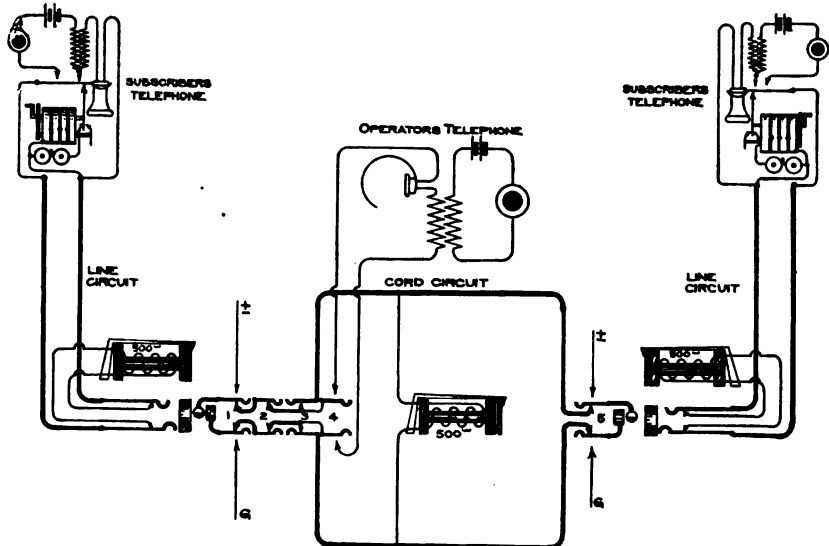 SUBSCRIBERS
TELEPHONE
SUBSCRIBERS
TELEPHONE
OPERATORS TELEPHONE
LINE
CIRCUIT
CORD CIRCUIT
LINE
CIRCUIT
±
±
500
500
1 2 3 4
5
500
G
G